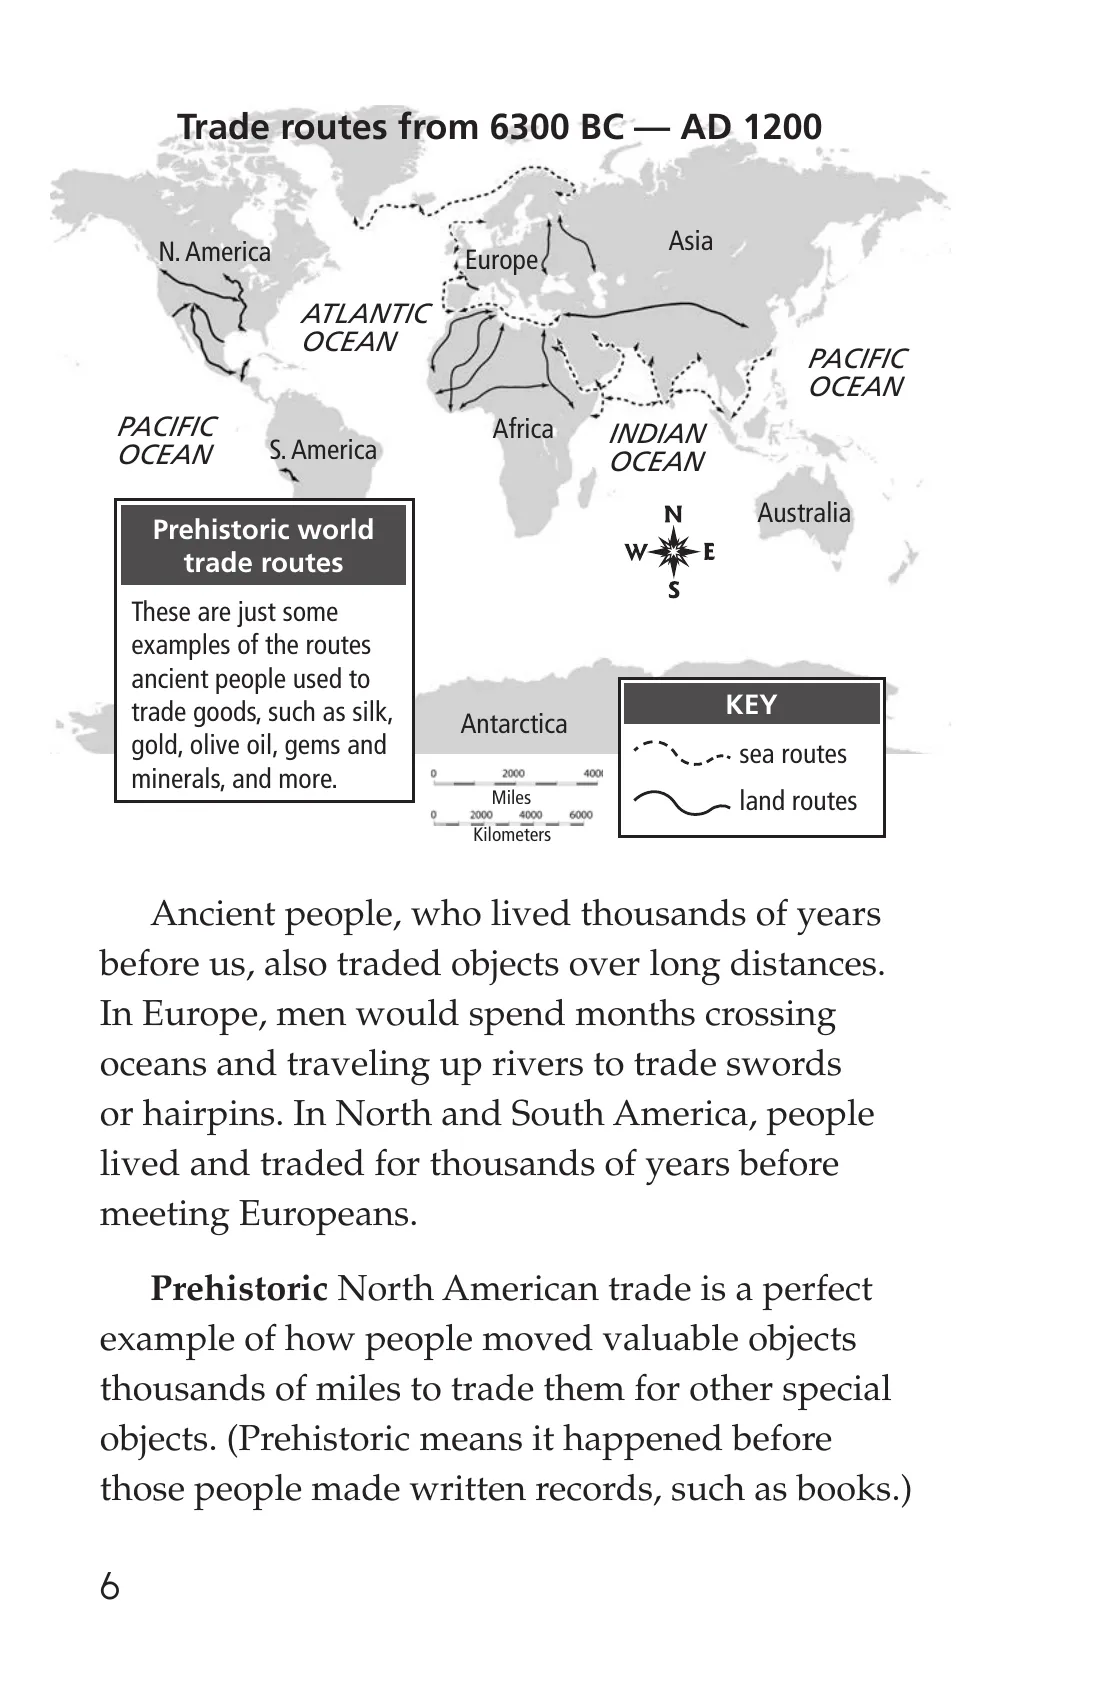 Trade routes from 6300 BC — AD 1200
N. America
Europe
Asia
ATLANTIC
OCEAN
PACIFIC
OCEAN
PACIFIC
OCEAN
S. America
Africa
INDIAN
OCEAN
Australia
N
W E
S
Prehistoric world
trade routes
These are just some
examples of the routes
ancient people used to
trade goods, such as silk,
gold, olive oil, gems and
minerals, and more.
Antarctica
KEY
sea routes
land routes
0 2000
Miles
0 2000 4000 6000
Kilometers
Ancient people, who lived thousands of years
before us, also traded objects over long distances.
In Europe, men would spend months crossing
oceans and traveling up rivers to trade swords
or hairpins. In North and South America, people
lived and traded for thousands of years before
meeting Europeans.
Prehistoric North American trade is a perfect
example of how people moved valuable objects
thousands of miles to trade them for other special
objects. (Prehistoric means it happened before
those people made written records, such as books.)
6